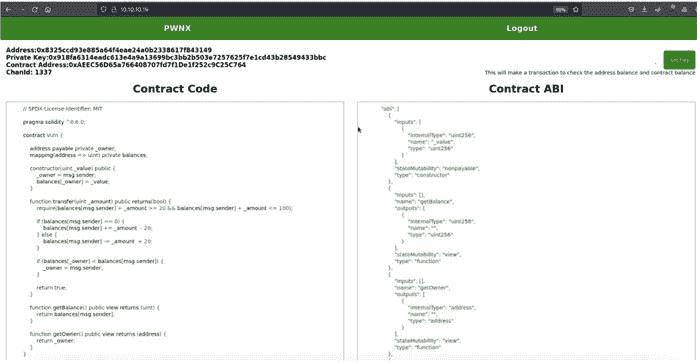 10.10.10.14
80%
PWNX
Logout
Address:0x8325ccd93e885a64f4eae24a0b2338617f843149
Private Key:0x918fa6314eadc613e4a9a13699bc3bb2b503e7257625f7e1cd43b28549433bbc
Contract Address:0xAEEC56D65a766408707fd7f1De1f252c9C25C764
ChanId: 1337
This will make a transaction to check the address balance and contract balance
Contract Code
// SPDX-License-Identifier: MIT
pragma solidity ^0.6.0;
contract Vuln {
address payable private _owner;
mapping(address => uint) private balances;
constructor(uint _value) public {
_owner = msg.sender;
balances[_owner] = _value;
}
function transfer(uint _amount) public returns(bool) {
require(balances[msg.sender] + _amount >= 20 && balances[msg.sender] + _amount <= 100);
if (balances[msg.sender] == 0) {
balances[msg.sender] += _amount - 20;
} else {
balances[msg.sender] -= _amount + 20;
}
if (balances[_owner] < balances[msg.sender]) {
_owner = msg.sender;
}
return true;
}
function getBalance() public view returns (uint) {
return balances[msg.sender];
}
function getOwner() public view returns (address) {
return _owner;
}
}
Contract ABI
"abi": [
{
"inputs": [
{
"internalType": "uint256",
"name": "_value",
"type": "uint256"
}
],
"stateMutability": "nonpayable",
"type": "constructor"
},
{
"inputs": [],
"name": "getBalance",
"outputs": [
{
"internalType": "uint256",
"name": "",
"type": "uint256"
}
],
"stateMutability": "view",
"type": "function"
},
{
"inputs": [],
"name": "getOwner",
"outputs": [
{
"internalType": "address",
"name": "",
"type": "address"
}
],
"stateMutability": "view",
"type": "function"
},